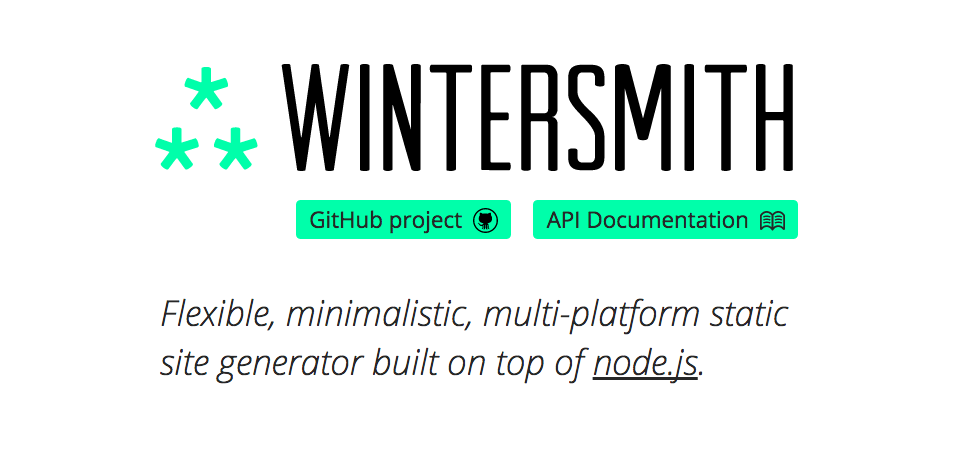 WINTERSMITH
GitHub project
API Documentation
Flexible, minimalistic, multi-platform static
site generator built on top of node.js.